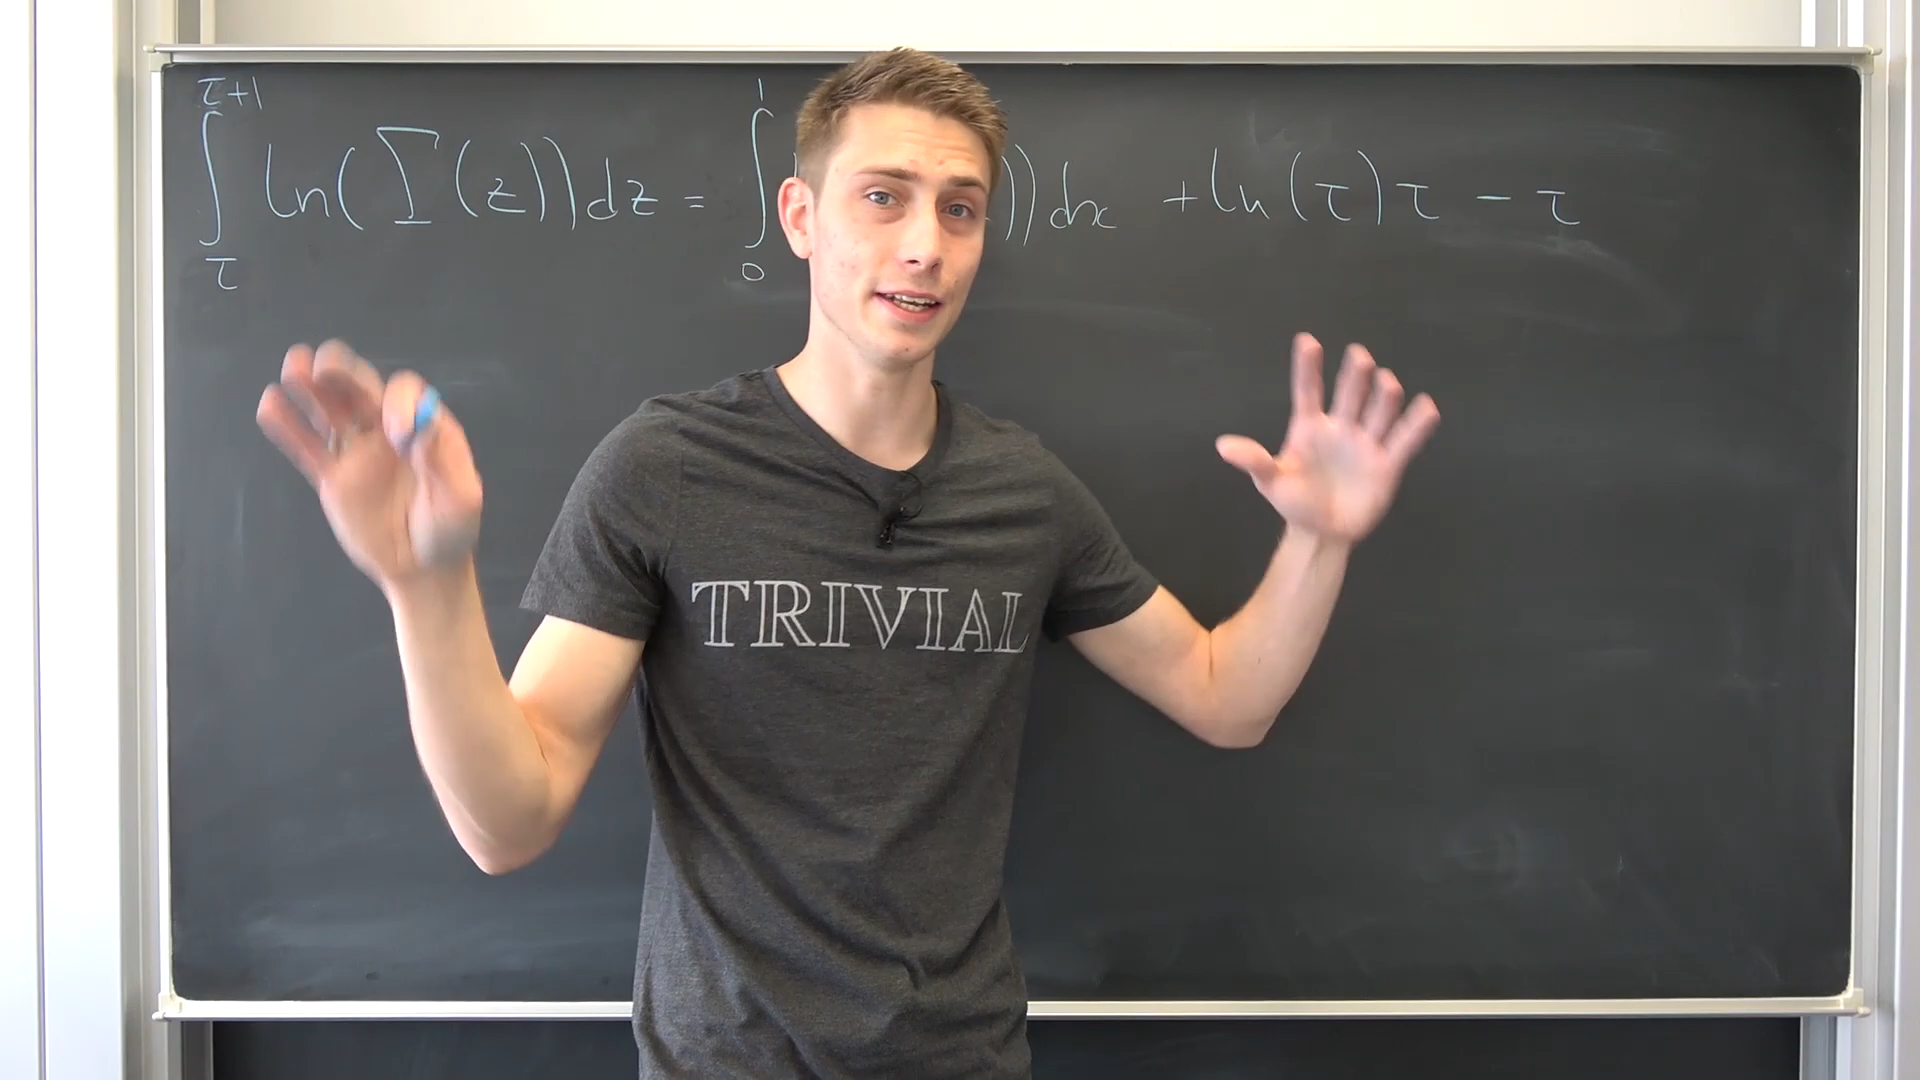 ∫_τ^{τ+1} ln(Γ(z))dz = ∫_0^1 ))dx + ln(τ)τ − τ
TRIVIAL